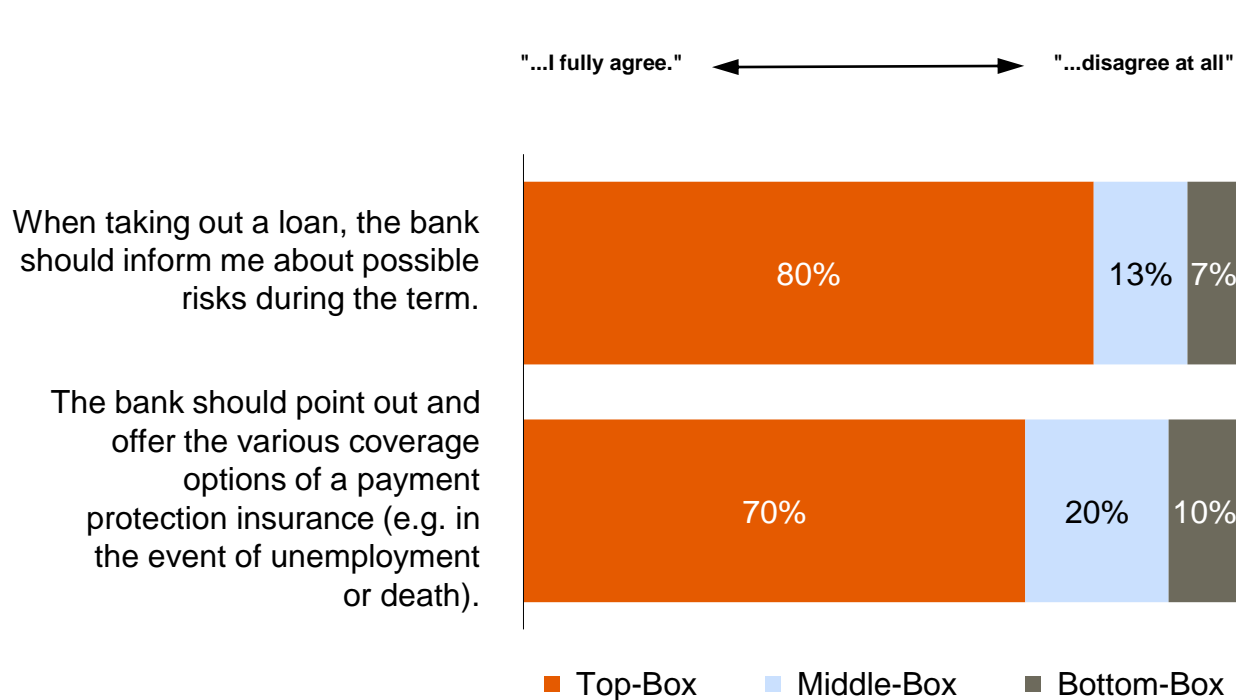 "...I fully agree."
"...disagree at all"
When taking out a loan, the bank
should inform me about possible
risks during the term.
80%
13%
7%
The bank should point out and
offer the various coverage
options of a payment
protection insurance (e.g. in
the event of unemployment
or death).
70%
20%
10%
Top-Box
Middle-Box
Bottom-Box